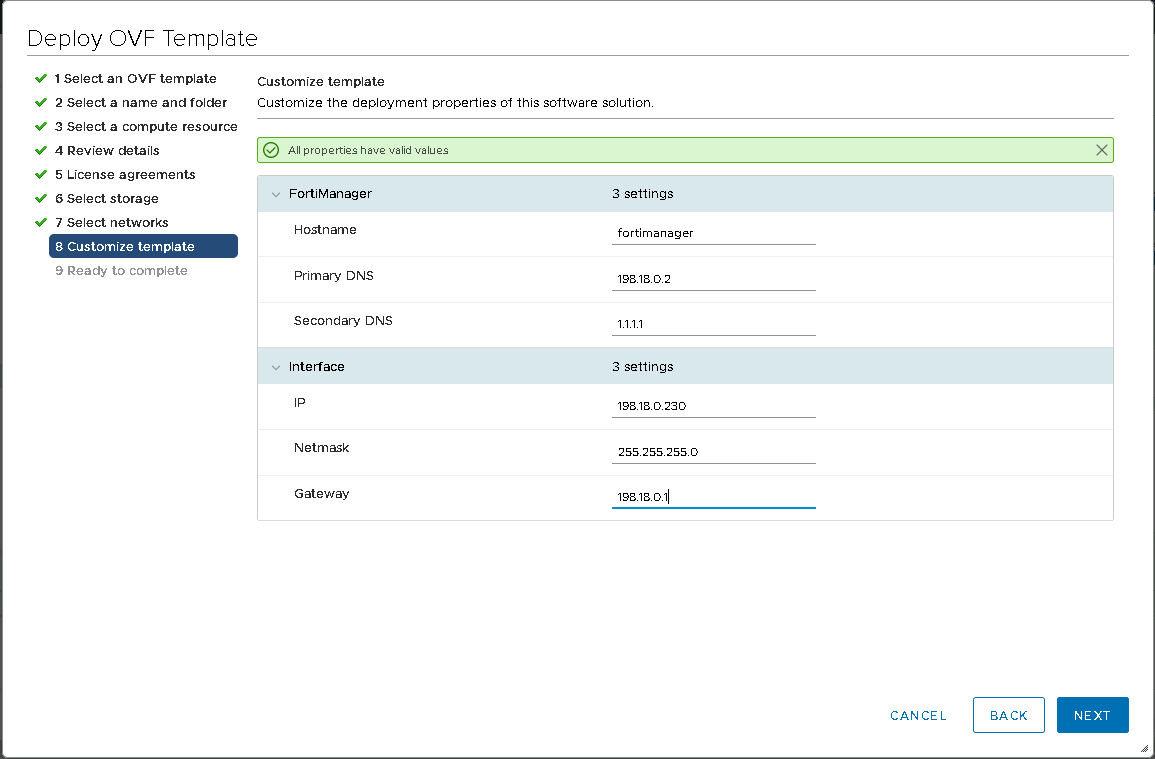 Deploy OVF Template
1 Select an OVF template
2 Select a name and folder
3 Select a compute resource
4 Review details
5 License agreements
6 Select storage
7 Select networks
8 Customize template
9 Ready to complete
Customize template
Customize the deployment properties of this software solution.
All properties have valid values
FortiManager 3 settings
Hostname fortimanager
Primary DNS 198.18.0.2
Secondary DNS 1.1.1.1
Interface 3 settings
IP 198.18.0.230
Netmask 255.255.255.0
Gateway 198.18.0.1
CANCEL BACK NEXT